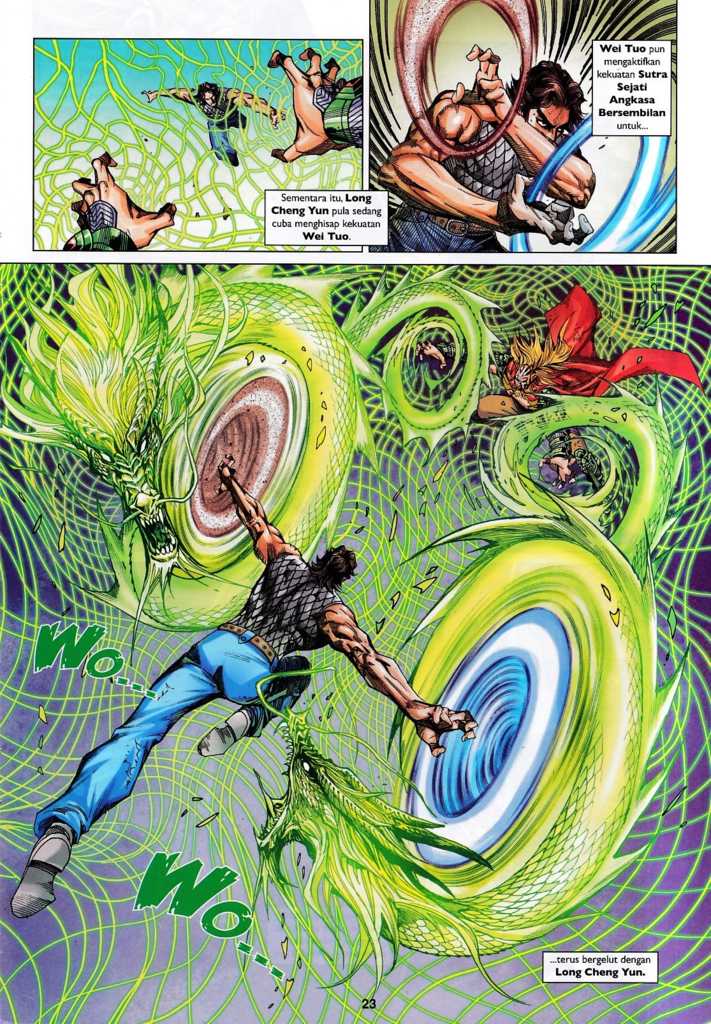 Sementara itu, Long
Cheng Yun pula sedang
cuba menghisap kekuatan
Wei Tuo.
Wei Tuo pun
mengaktifkan
kekuatan Sutra
Sejati
Angkasa
Bersembilan
untuk...
Wo...
Wo...
...terus bergelut dengan
Long Cheng Yun.
23